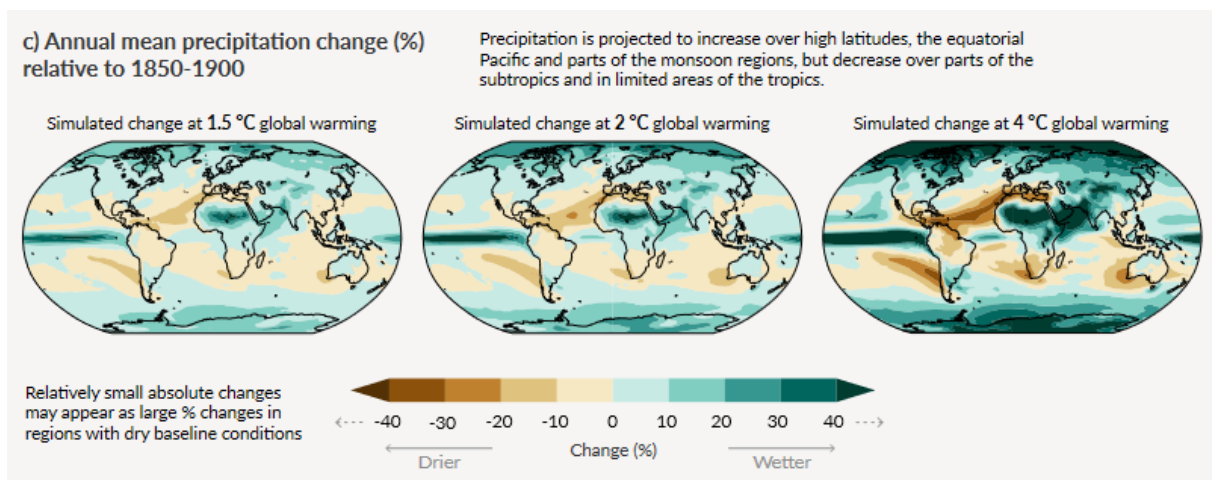 c) Annual mean precipitation change (%)
relative to 1850-1900
Precipitation is projected to increase over high latitudes, the equatorial
Pacific and parts of the monsoon regions, but decrease over parts of the
subtropics and in limited areas of the tropics.
Simulated change at 1.5 °C global warming
Simulated change at 2 °C global warming
Simulated change at 4 °C global warming
Relatively small absolute changes
may appear as large % changes in
regions with dry baseline conditions
-40 -30 -20 -10 0 10 20 30 40
Change (%)
Drier
Wetter